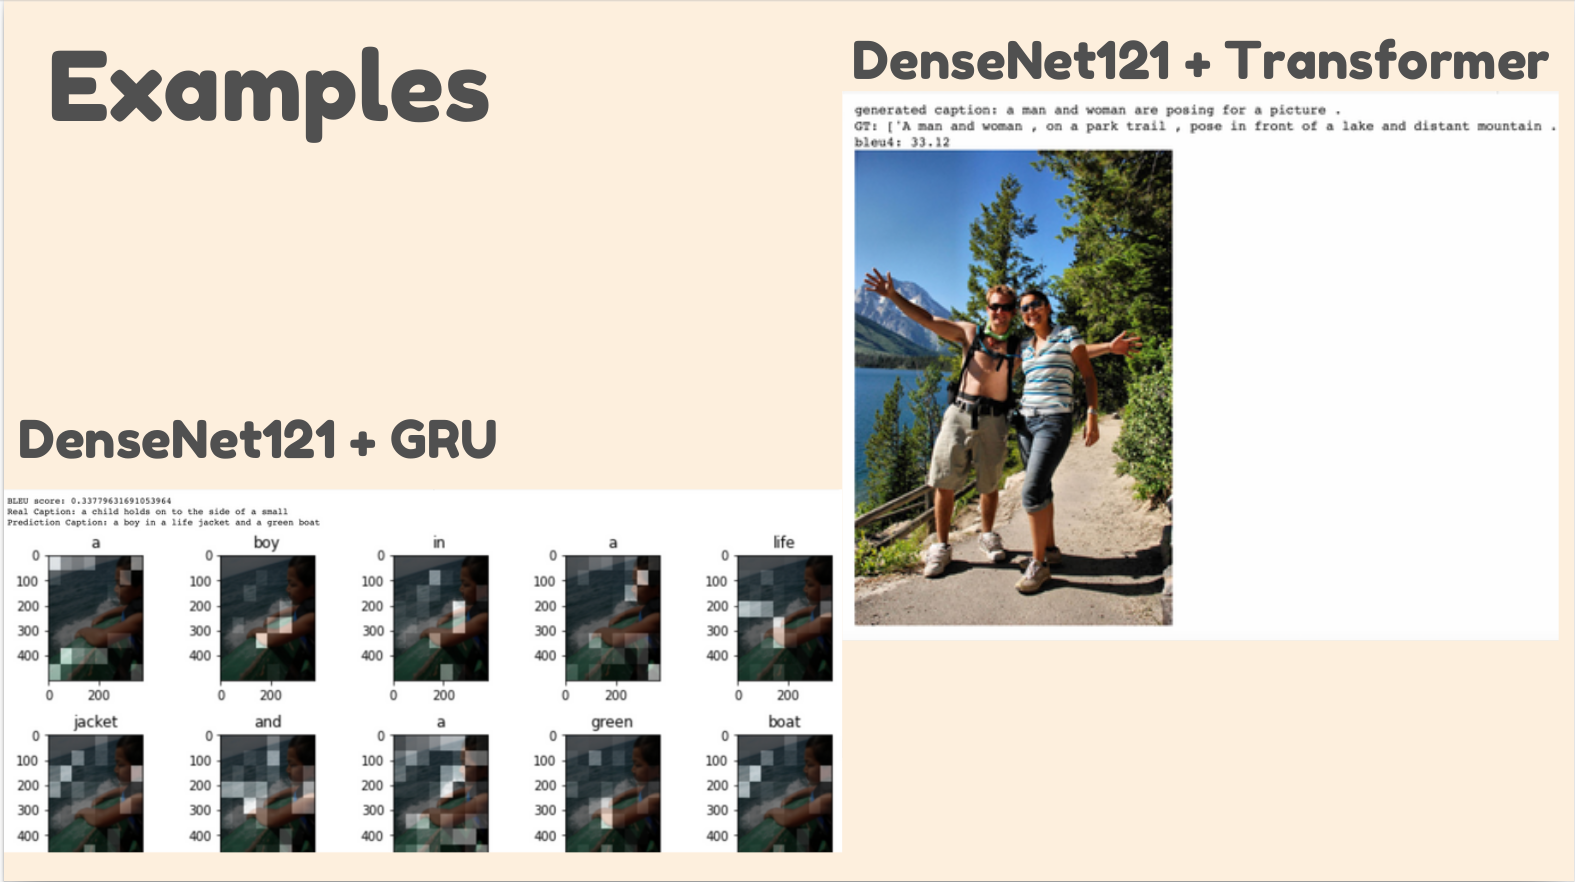 Examples
DenseNet121 + Transformer
generated caption: a man and woman are posing for a picture .
GT: ['A man and woman , on a park trail , pose in front of a lake and distant mountain .
bleu4: 33.12
DenseNet121 + GRU
BLEU score: 0.33779631691053964
Real Caption: a child holds on to the side of a small
Prediction Caption: a boy in a life jacket and a green boat
a boy in a life
0 0 0 0 0
100 100 100 100 100
200 200 200 200 200
300 300 300 300 300
400 400 400 400 400
0 200 0 200 0 200 0 200 0 200
jacket and a green boat
0 0 0 0 0
100 100 100 100 100
200 200 200 200 200
300 300 300 300 300
400 400 400 400 400